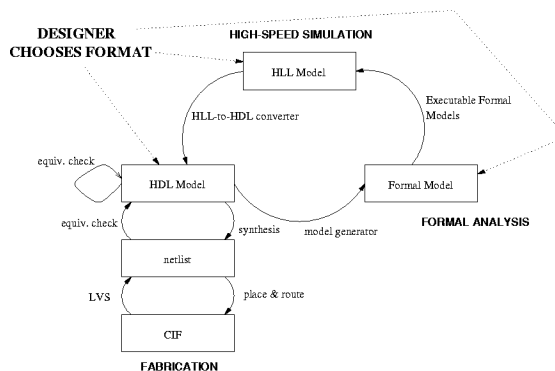 DESIGNER
CHOOSES FORMAT
HIGH-SPEED SIMULATION
HLL Model
Executable Formal
Models
HLL-to-HDL converter
equiv. check
HDL Model
Formal Model
equiv. check
synthesis
model generator
FORMAL ANALYSIS
netlist
LVS
place & route
CIF
FABRICATION